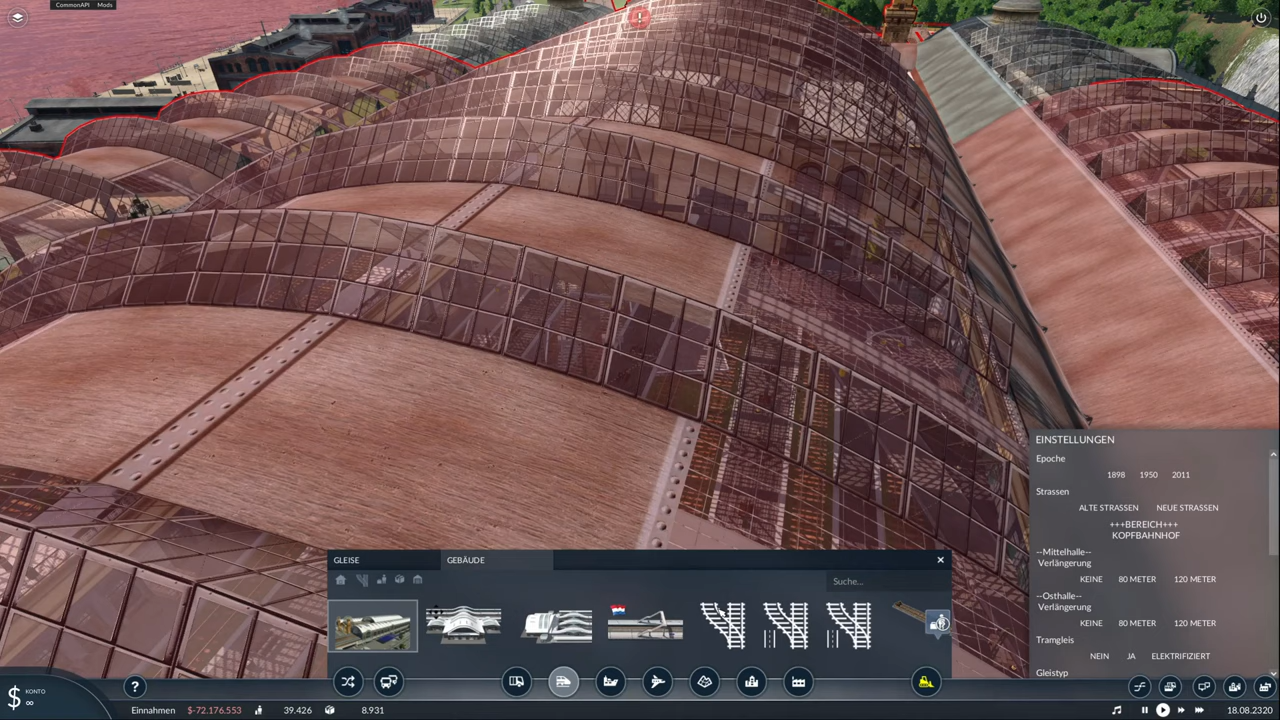 CommonAPI Mods
EINSTELLUNGEN
Epoche
1898 1950 2011
Strassen
ALTE STRASSEN NEUE STRASSEN
+++BEREICH+++
KOPFBAHNHOF
--Mittelhalle--
Verlängerung
KEINE 80 METER 120 METER
--Osthalle--
Verlängerung
KEINE 80 METER 120 METER
Tramgleis
NEIN JA ELEKTRIFIZIERT
Gleistyp
GLEISE GEBÄUDE
Suche...
$ KONTO
∞
?
Einnahmen $-72.176.553 39.426 8.931
18.08.2320